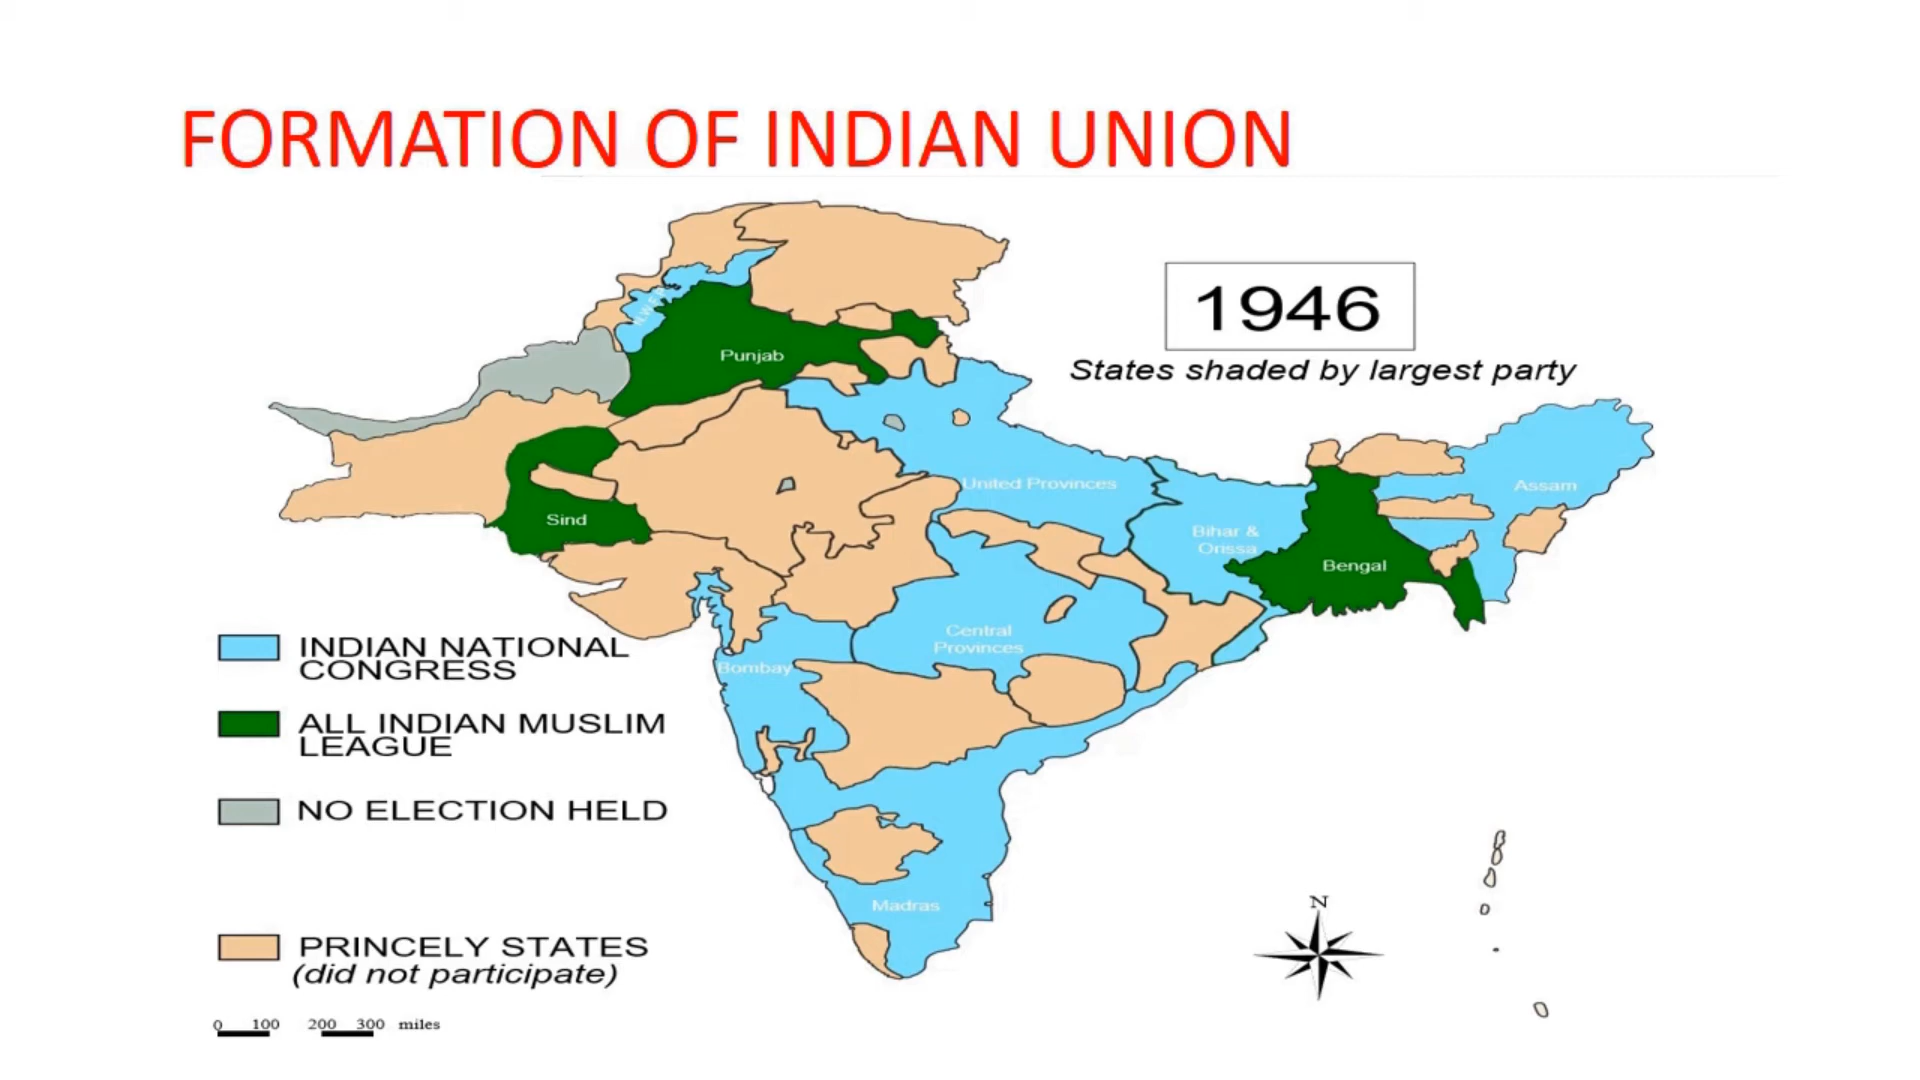 FORMATION OF INDIAN UNION
1946
States shaded by largest party
N.W.F.P
Punjab
Sind
United Provinces
Bihar &
Orissa
Bengal
Assam
Central
Provinces
Bombay
Madras
INDIAN NATIONAL
CONGRESS
ALL INDIAN MUSLIM
LEAGUE
NO ELECTION HELD
PRINCELY STATES
(did not participate)
0 100 200 300 miles
N